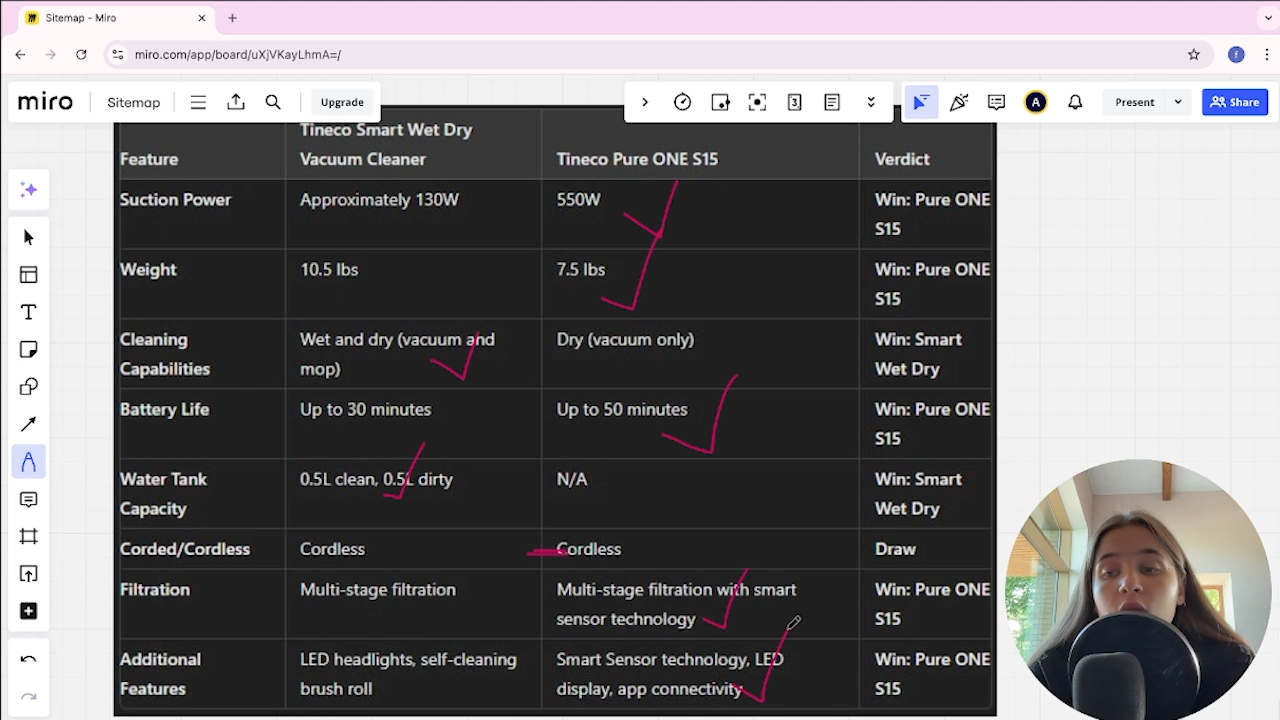 Sitemap - Miro
miro.com/app/board/uXjVKayLhmA=/
f
miro
Sitemap
Upgrade
3
A
Present
Share
Feature
Tineco Smart Wet Dry
Vacuum Cleaner
Tineco Pure ONE S15
Verdict
Suction Power
Approximately 130W
550W
Win: Pure ONE
S15
Weight
10.5 lbs
7.5 lbs
Win: Pure ONE
S15
Cleaning
Capabilities
Wet and dry (vacuum and
mop)
Dry (vacuum only)
Win: Smart
Wet Dry
Battery Life
Up to 30 minutes
Up to 50 minutes
Win: Pure ONE
S15
Water Tank
Capacity
0.5L clean, 0.5L dirty
N/A
Win: Smart
Wet Dry
Corded/Cordless
Cordless
Cordless
Draw
Filtration
Multi-stage filtration
Multi-stage filtration with smart
sensor technology
Win: Pure ONE
S15
Additional
Features
LED headlights, self-cleaning
brush roll
Smart Sensor technology, LED
display, app connectivity
Win: Pure ONE
S15